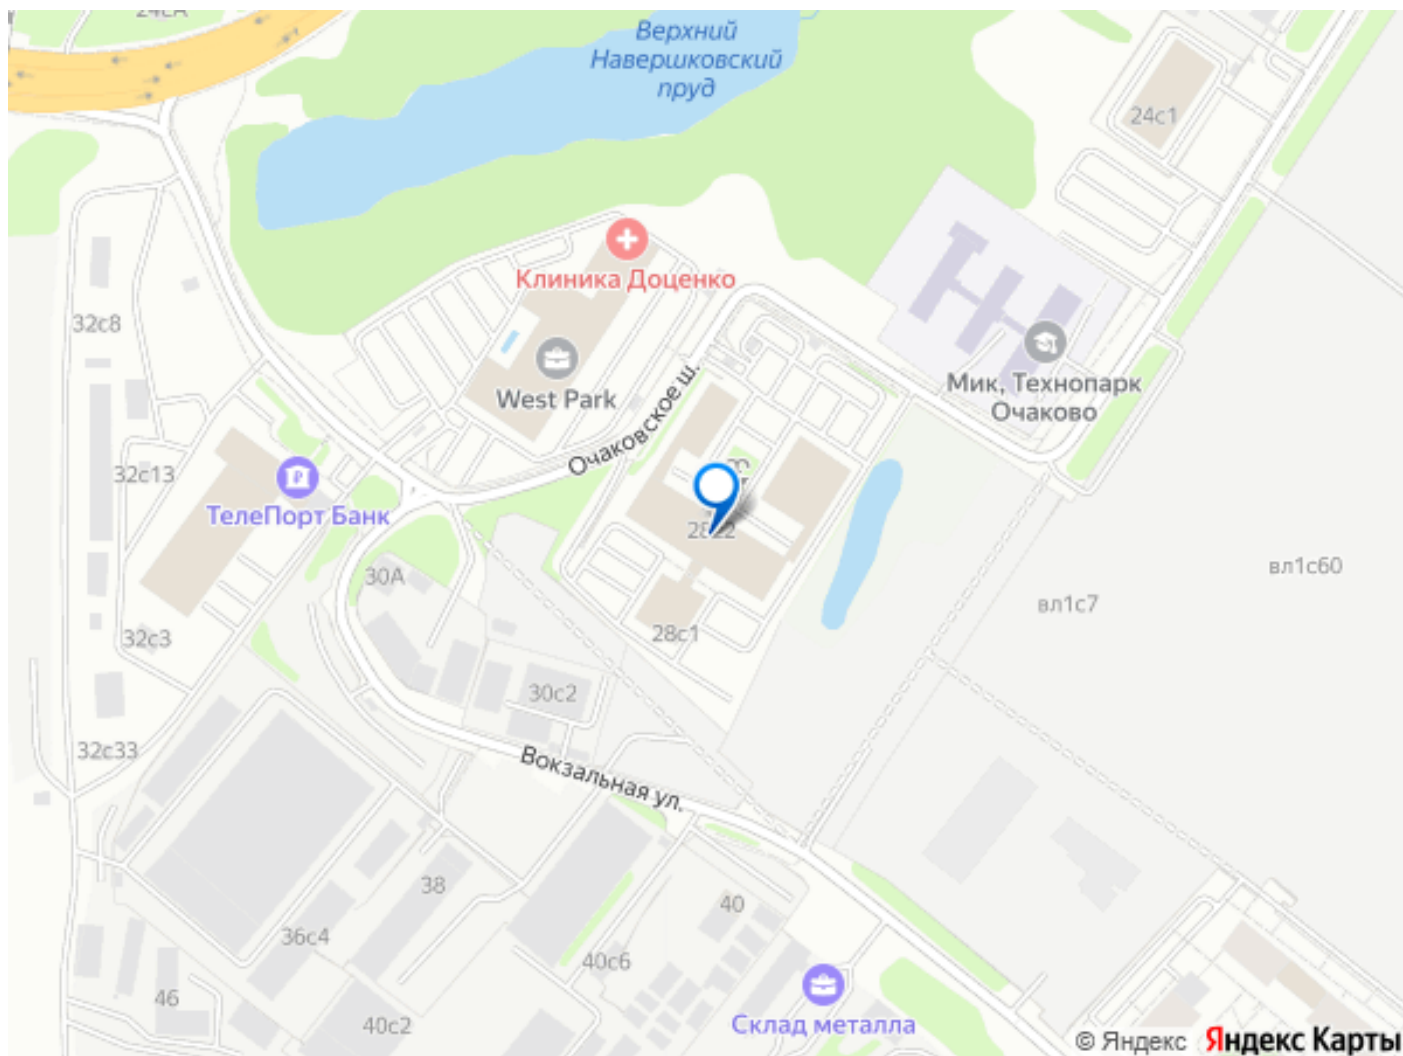 Верхний
Навершковский
пруд
24с1
Клиника Доценко
32с8
West Park
Мик, Технопарк
Очаково
Очаковское ш.
32с13
ТелеПорт Банк
30А
28с1
вл1с60
вл1с7
32с3
30с2
32с33
Вокзальная ул.
38
40
36с4
40с6
46
40с2
Склад металла
© Яндекс Яндекс Карты